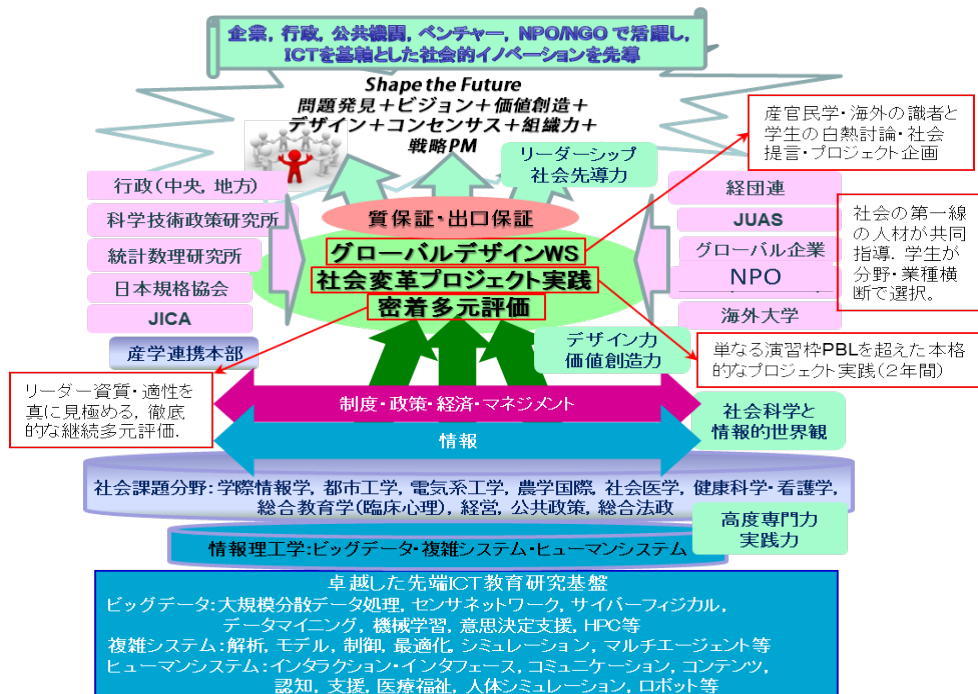 企業, 行政, 公共機関, ベンチャー, NPO/NGO で活躍し,
ICTを基軸とした社会的イノベーションを先導
Shape the Future
問題発見＋ビジョン＋価値創造＋
デザイン＋コンセンサス＋組織力＋
戦略PM
リーダーシップ
社会先導力
産官民学・海外の識者と
学生の白熱討論・社会
提言・プロジェクト企画
行政(中央, 地方)
科学技術政策研究所
統計数理研究所
日本規格協会
JICA
産学連携本部
質保証・出口保証
グローバルデザインWS
社会変革プロジェクト実践
密着多元評価
経団連
JUAS
グローバル企業
NPO
海外大学
社会の第一線
の人材が共同
指導. 学生が
分野・業種横
断で選択。
デザイン力
価値創造力
単なる演習枠PBLを超えた本格
的なプロジェクト実践(２年間)
リーダー資質・適性を
真に見極める, 徹底
的な継続多元評価.
制度・政策・経済・マネジメント
情報
社会科学と
情報的世界観
社会課題分野: 学際情報学, 都市工学, 電気系工学, 農学国際, 社会医学, 健康科学・看護学,
総合教育学(臨床心理), 経営, 公共政策, 総合法政
高度専門力
実践力
情報理工学:ビッグデータ・複雑システム・ヒューマンシステム
卓越した先端ICT教育研究基盤
ビッグデータ: 大規模分散データ処理, センサネットワーク, サイバーフィジカル,
データマイニング, 機械学習, 意思決定支援, HPC等
複雑システム: 解析, モデル, 制御, 最適化, シミュレーション, マルチエージェント等
ヒューマンシステム: インタラクション・インタフェース, コミュニケーション, コンテンツ,
認知, 支援, 医療福祉, 人体シミュレーション, ロボット等